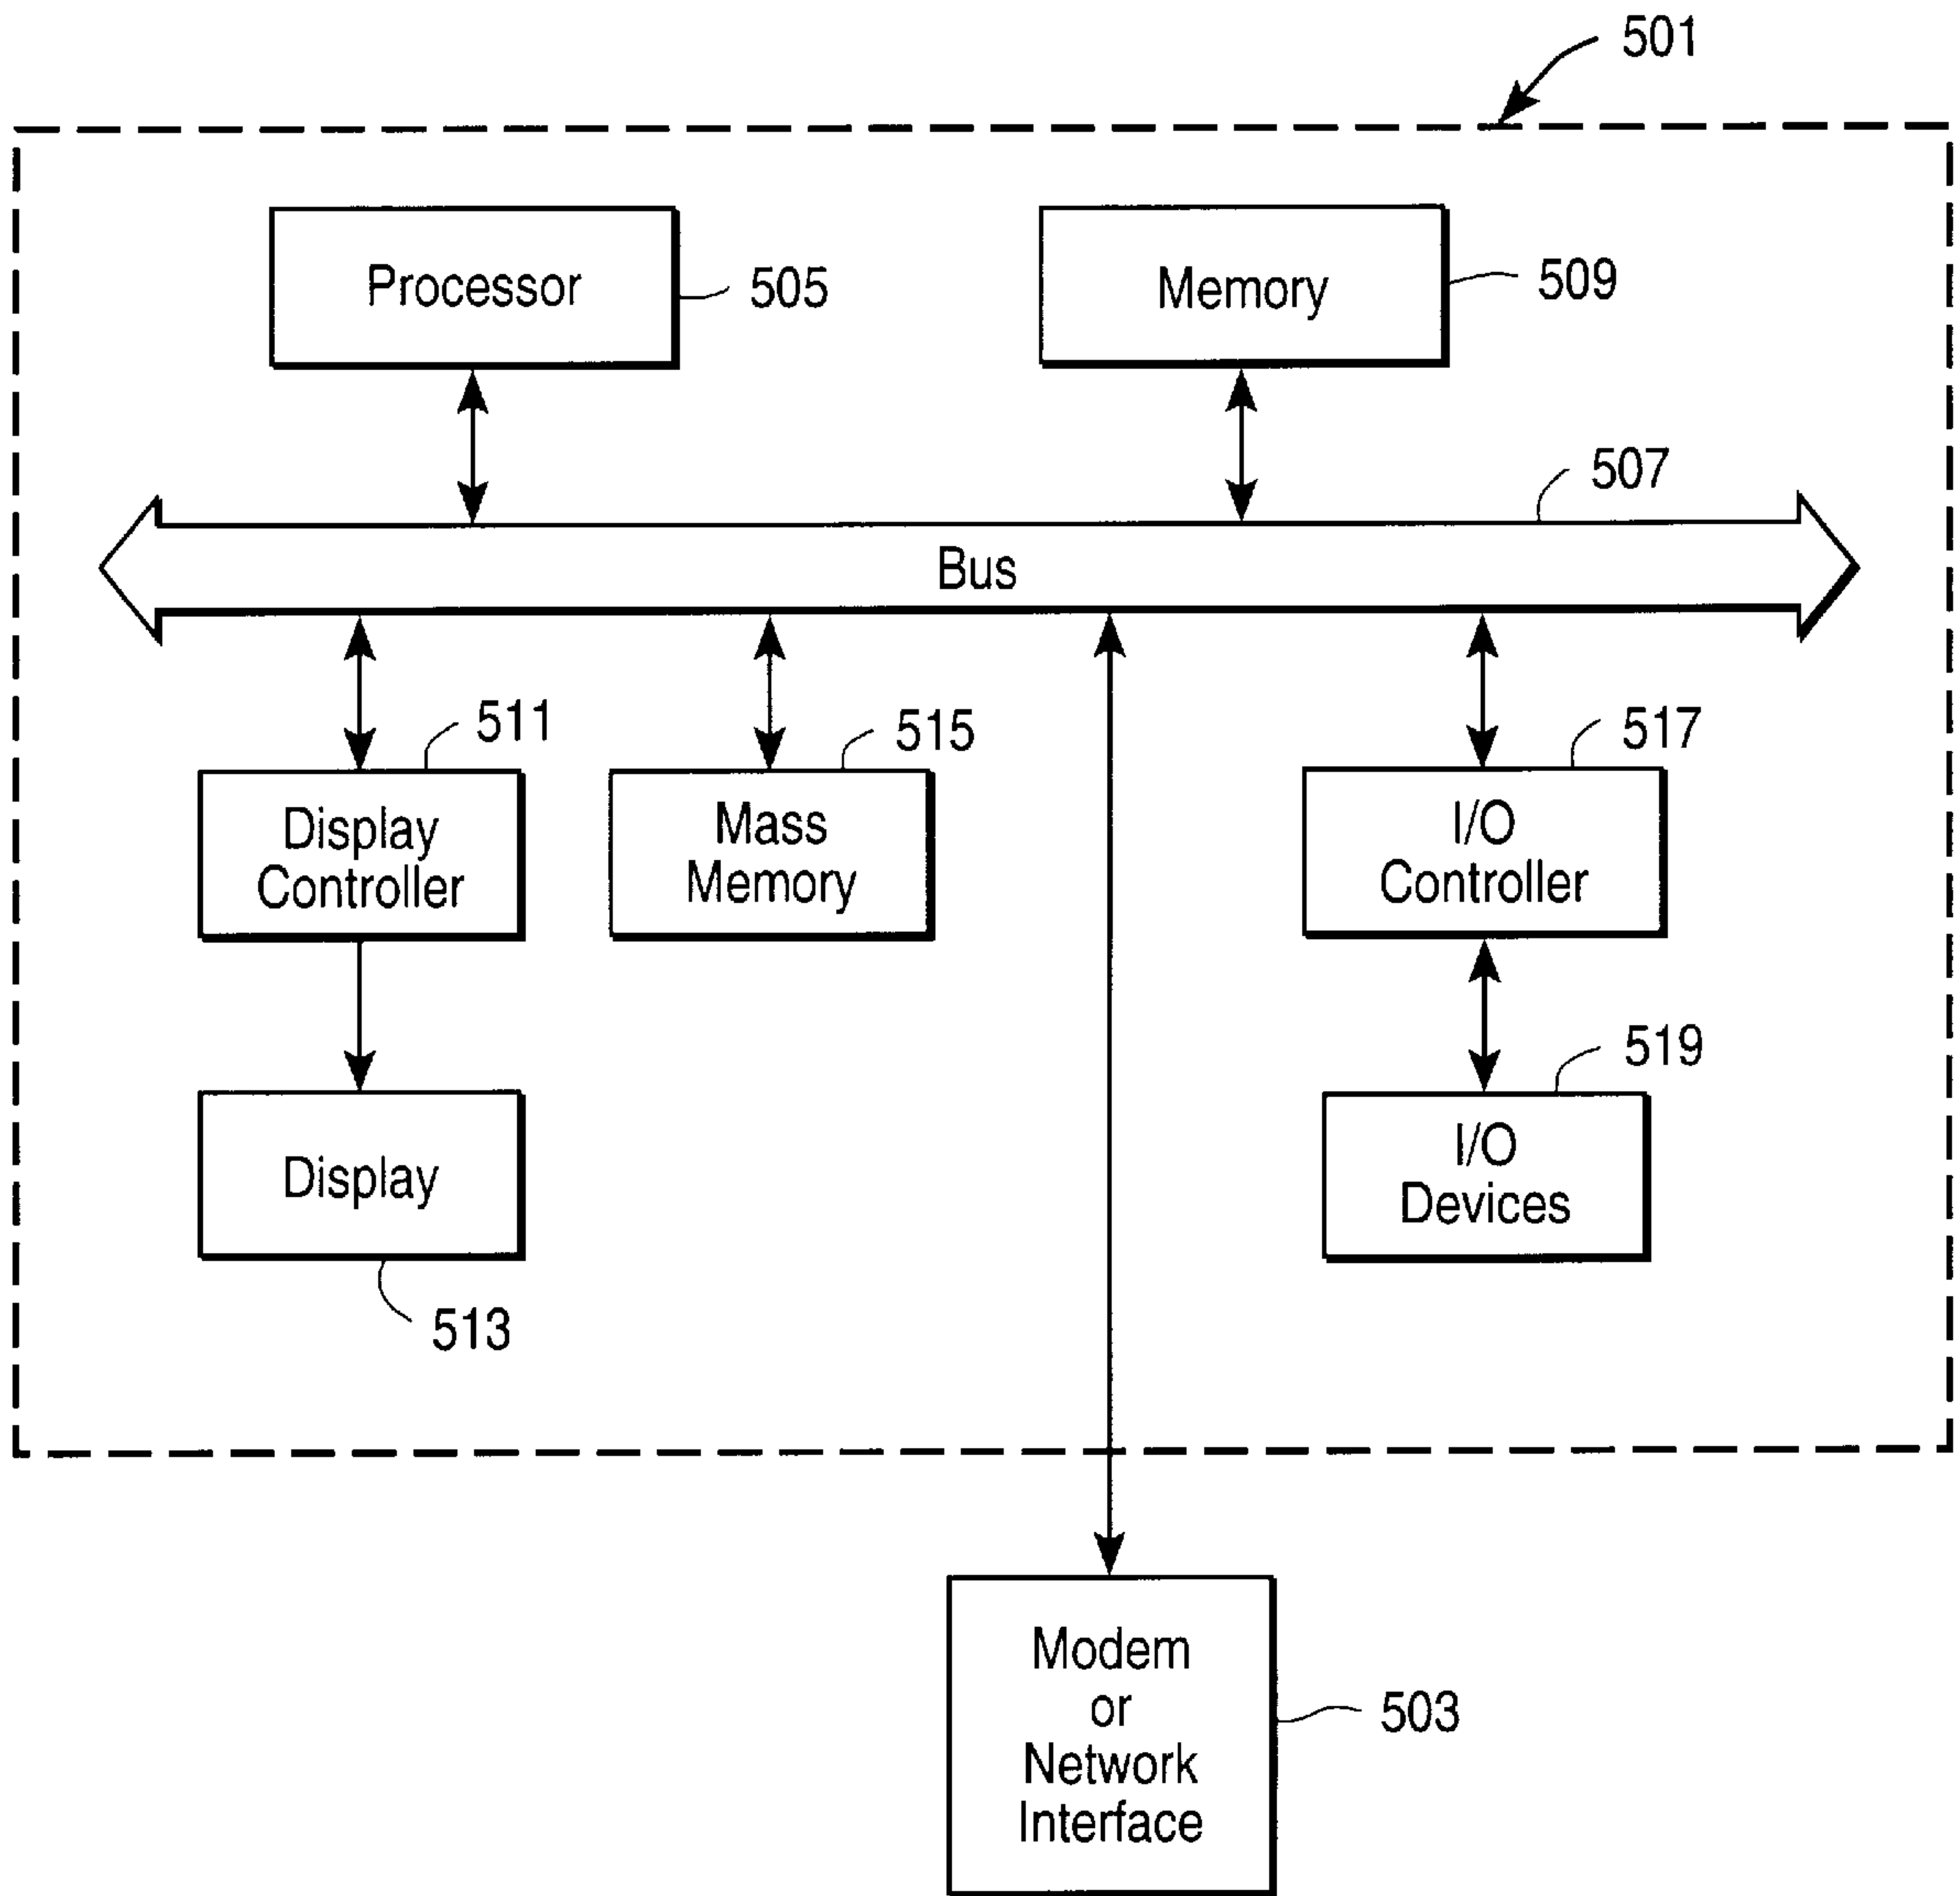 501
Processor
505
Memory
509
507
Bus
511
515
517
Display
Controller
Mass
Memory
I/O
Controller
519
Display
I/O
Devices
513
Modem
or
Network
Interface
503